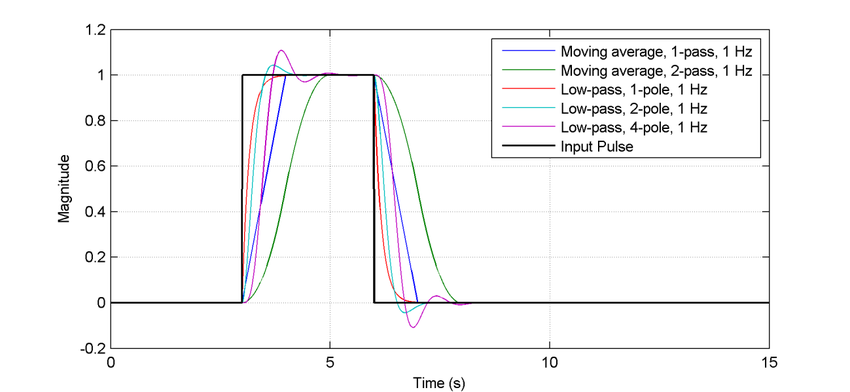 1.2
1
0.8
0.6
0.4
0.2
0
-0.2
Magnitude
Moving average, 1-pass, 1 Hz
Moving average, 2-pass, 1 Hz
Low-pass, 1-pole, 1 Hz
Low-pass, 2-pole, 1 Hz
Low-pass, 4-pole, 1 Hz
Input Pulse
0 5 10 15
Time (s)